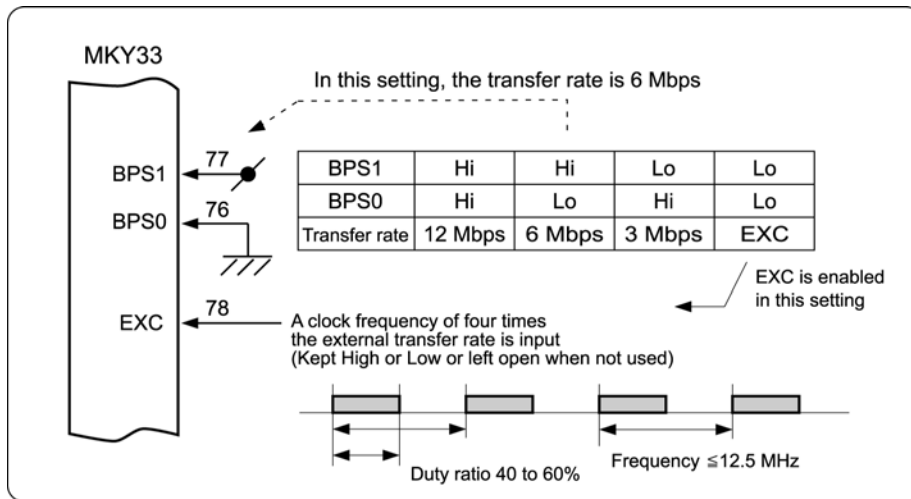 MKY33
In this setting, the transfer rate is 6 Mbps
BPS1 77
BPS0 76
BPS1 Hi Hi Lo Lo
BPS0 Hi Lo Hi Lo
Transfer rate 12 Mbps 6 Mbps 3 Mbps EXC
EXC is enabled
in this setting
EXC 78
A clock frequency of four times
the external transfer rate is input
(Kept High or Low or left open when not used)
Duty ratio 40 to 60%
Frequency ≦12.5 MHz